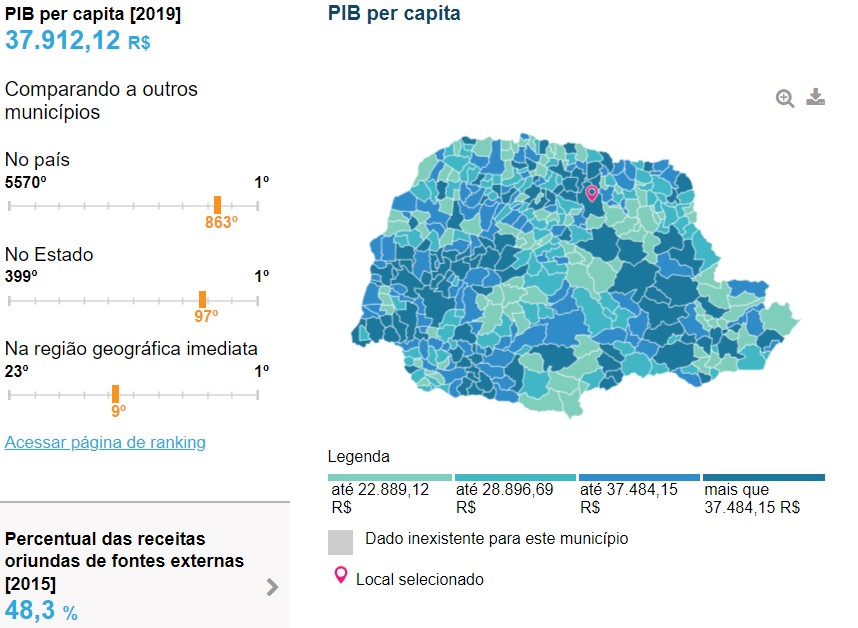 PIB per capita [2019]
37.912,12 R$
Comparando a outros
municípios
No país
5570º 1º
863º
No Estado
399º 1º
97º
Na região geográfica imediata
23º 1º
9º
Acessar página de ranking
Percentual das receitas
oriundas de fontes externas
[2015]
48,3 %
PIB per capita
Legenda
até 22.889,12 R$
até 28.896,69 R$
até 37.484,15 R$
mais que 37.484,15 R$
Dado inexistente para este município
Local selecionado